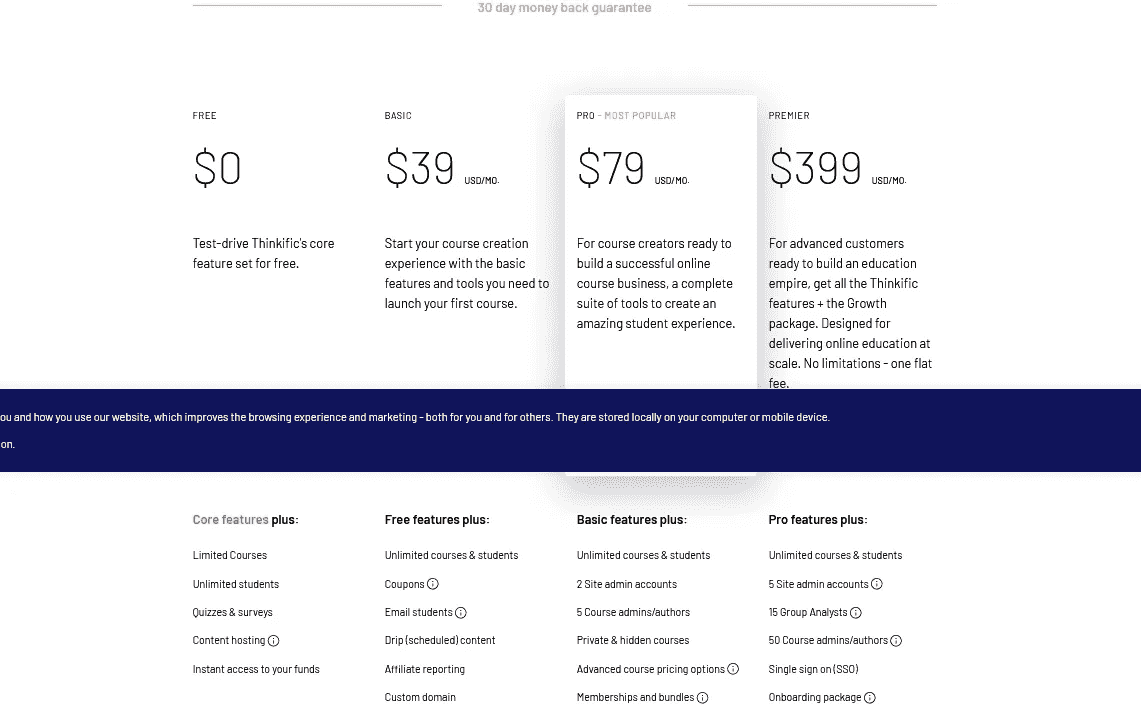 30 day money back guarantee
FREE
$0
Test-drive Thinkific's core
feature set for free.
BASIC
$39 USD/MO.
Start your course creation
experience with the basic
features and tools you need to
launch your first course.
PRO - MOST POPULAR
$79 USD/MO.
For course creators ready to
build a successful online
course business, a complete
suite of tools to create an
amazing student experience.
PREMIER
$399 USD/MO.
For advanced customers
ready to build an education
empire, get all the Thinkific
features + the Growth
package. Designed for
delivering online education at
scale. No limitations - one flat
fee.
ou and how you use our website, which improves the browsing experience and marketing - both for you and for others. They are stored locally on your computer or mobile device.
on.
Core features plus:
Limited Courses
Unlimited students
Quizzes & surveys
Content hosting
Instant access to your funds
Free features plus:
Unlimited courses & students
Coupons
Email students
Drip (scheduled) content
Affiliate reporting
Custom domain
Basic features plus:
Unlimited courses & students
2 Site admin accounts
5 Course admins/authors
Private & hidden courses
Advanced course pricing options
Memberships and bundles
Pro features plus:
Unlimited courses & students
5 Site admin accounts
15 Group Analysts
50 Course admins/authors
Single sign on (SSO)
Onboarding package